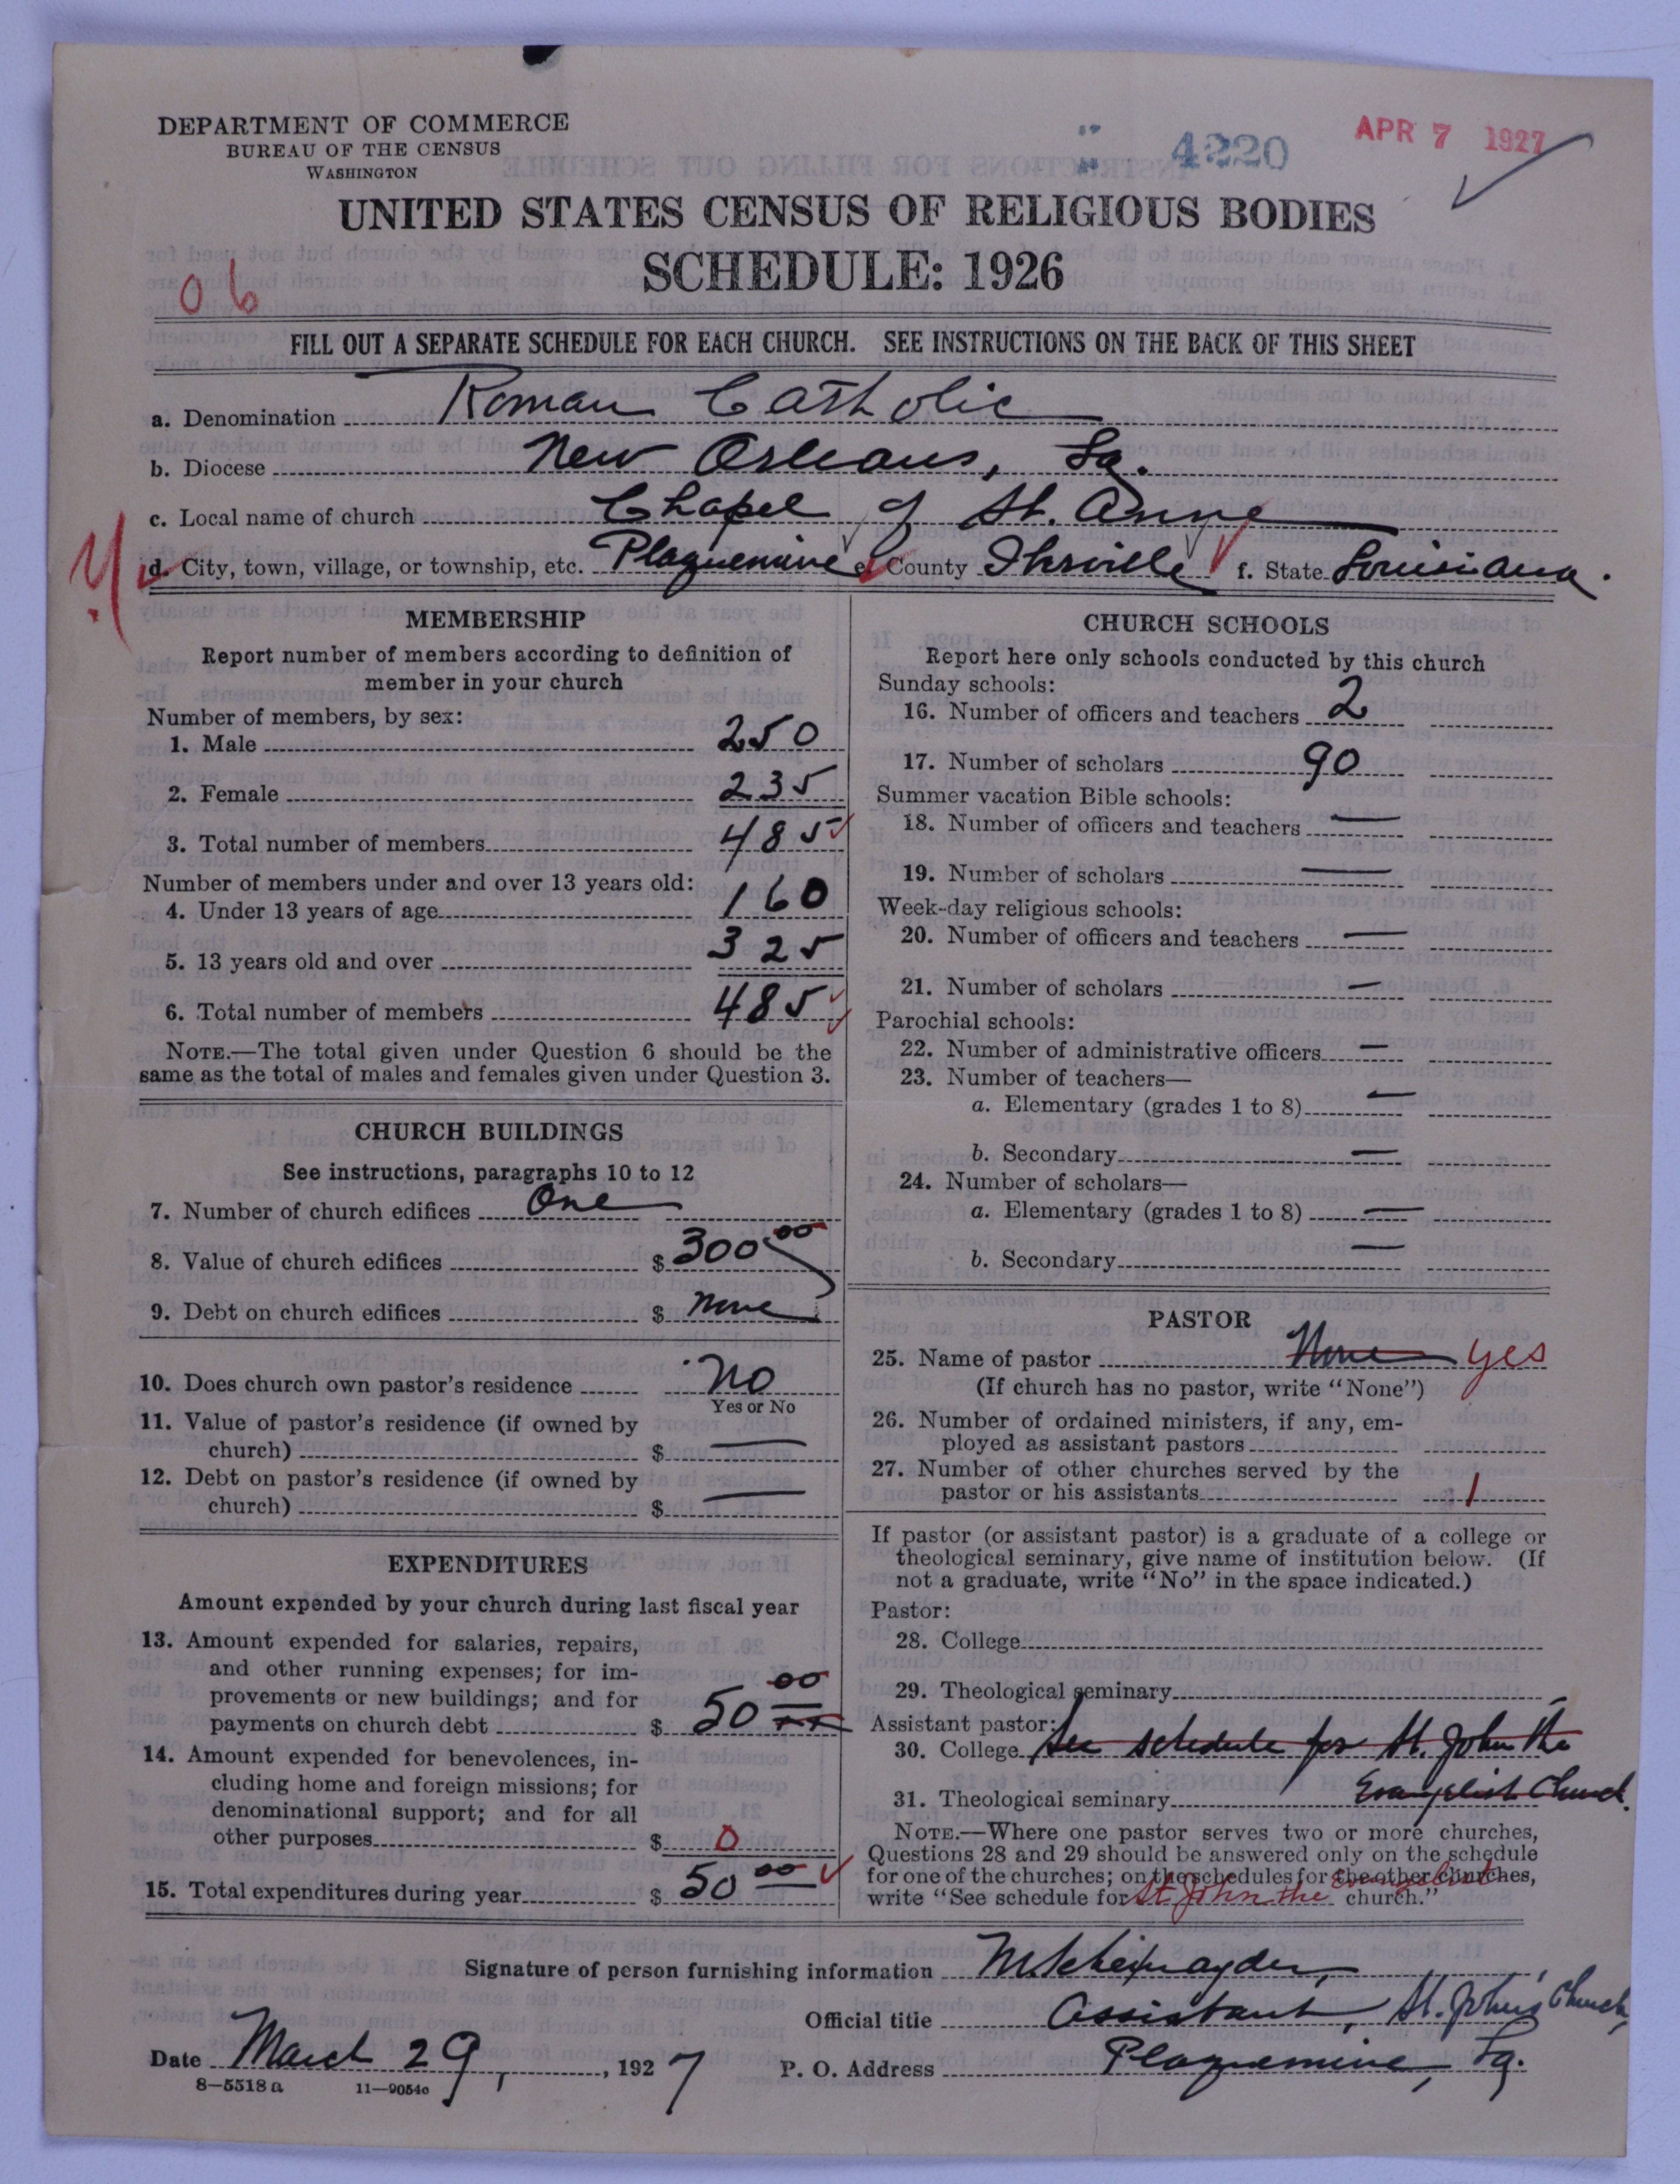 DEPARTMENT OF COMMERCE
BUREAU OF THE CENSUS
WASHINGTON
4220
APR 7 1927
UNITED STATES CENSUS OF RELIGIOUS BODIES
SCHEDULE: 1926
06
FILL OUT A SEPARATE SCHEDULE FOR EACH CHURCH. SEE INSTRUCTIONS ON THE BACK OF THIS SHEET
a. Denomination Roman Catholic
b. Diocese New Orleans, La.
c. Local name of church Chapel of St. Anne
d. City, town, village, or township, etc. Plaquemine e. County Iberville f. State Louisiana.
MEMBERSHIP
Report number of members according to definition of
member in your church
Number of members, by sex:
1. Male 250
2. Female 235
3. Total number of members 485
Number of members under and over 13 years old:
4. Under 13 years of age 160
5. 13 years old and over 325
6. Total number of members 485
NOTE.—The total given under Question 6 should be the
same as the total of males and females given under Question 3.
CHURCH BUILDINGS
See instructions, paragraphs 10 to 12
7. Number of church edifices One
8. Value of church edifices $ 300 00
9. Debt on church edifices $ none
10. Does church own pastor's residence No
Yes or No
11. Value of pastor's residence (if owned by
church) $ —
12. Debt on pastor's residence (if owned by
church) $ —
EXPENDITURES
Amount expended by your church during last fiscal year
13. Amount expended for salaries, repairs,
and other running expenses; for im-
provements or new buildings; and for
payments on church debt $ 50 00/xx
14. Amount expended for benevolences, in-
cluding home and foreign missions; for
denominational support; and for all
other purposes $ 0
15. Total expenditures during year $ 50 00
CHURCH SCHOOLS
Report here only schools conducted by this church
Sunday schools:
16. Number of officers and teachers 2
17. Number of scholars 90
Summer vacation Bible schools:
18. Number of officers and teachers —
19. Number of scholars —
Week-day religious schools:
20. Number of officers and teachers —
21. Number of scholars —
Parochial schools:
22. Number of administrative officers —
23. Number of teachers—
a. Elementary (grades 1 to 8) —
b. Secondary —
24. Number of scholars—
a. Elementary (grades 1 to 8) —
b. Secondary —
PASTOR
25. Name of pastor None yes
(If church has no pastor, write "None")
26. Number of ordained ministers, if any, em-
ployed as assistant pastors
27. Number of other churches served by the
pastor or his assistants 1
If pastor (or assistant pastor) is a graduate of a college or
theological seminary, give name of institution below. (If
not a graduate, write "No" in the space indicated.)
Pastor:
28. College
29. Theological seminary
Assistant pastor:
30. College See schedule for St. John the
31. Theological seminary Evangelist Church.
NOTE.—Where one pastor serves two or more churches,
Questions 28 and 29 should be answered only on the schedule
for one of the churches; on the schedules for the other churches,
write "See schedule for St John the Evangelist church."
Signature of person furnishing information M. Schexnayder,
Official title Assistant, St. John's Church,
Date March 29, 1927 P. O. Address Plaquemine, La.
8—5518a 11—9054c